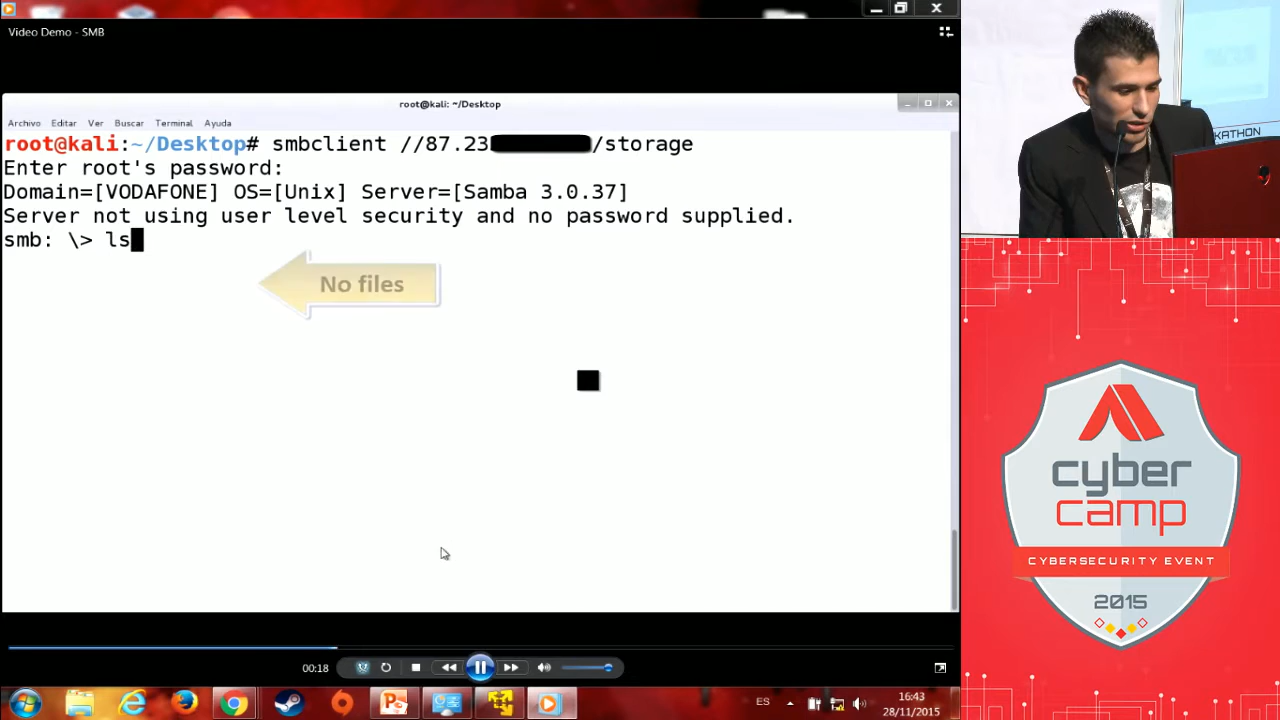 Video Demo - SMB
root@kali: ~/Desktop
Archivo Editar Ver Buscar Terminal Ayuda
root@kali:~/Desktop# smbclient //87.23 /storage
Enter root's password:
Domain=[VODAFONE] OS=[Unix] Server=[Samba 3.0.37]
Server not using user level security and no password supplied.
smb: \> ls
No files
00:18
ES
16:43
28/11/2015
KATHON
cyber
camp
CYBERSECURITY EVENT
2015